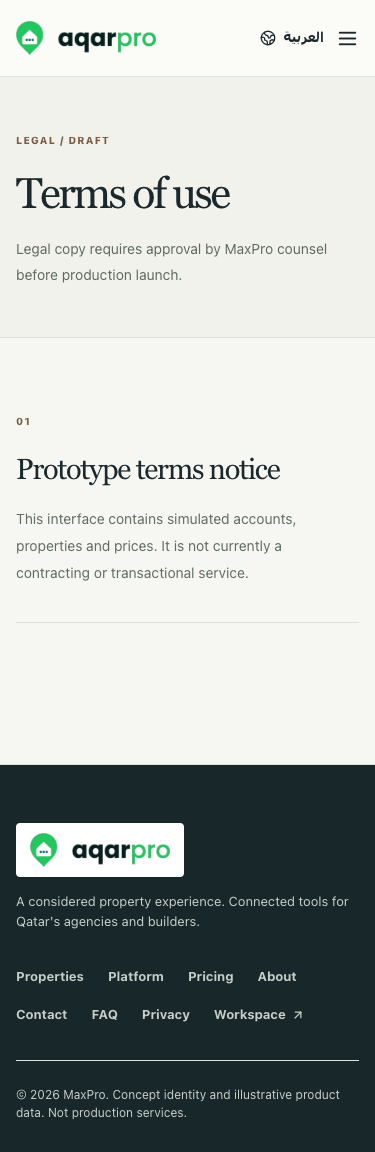 aqarpro
العربية
LEGAL / DRAFT
Terms of use
Legal copy requires approval by MaxPro counsel
before production launch.
01
Prototype terms notice
This interface contains simulated accounts,
properties and prices. It is not currently a
contracting or transactional service.
aqarpro
A considered property experience. Connected tools for
Qatar's agencies and builders.
Properties Platform Pricing About
Contact FAQ Privacy Workspace ↗
© 2026 MaxPro. Concept identity and illustrative product
data. Not production services.